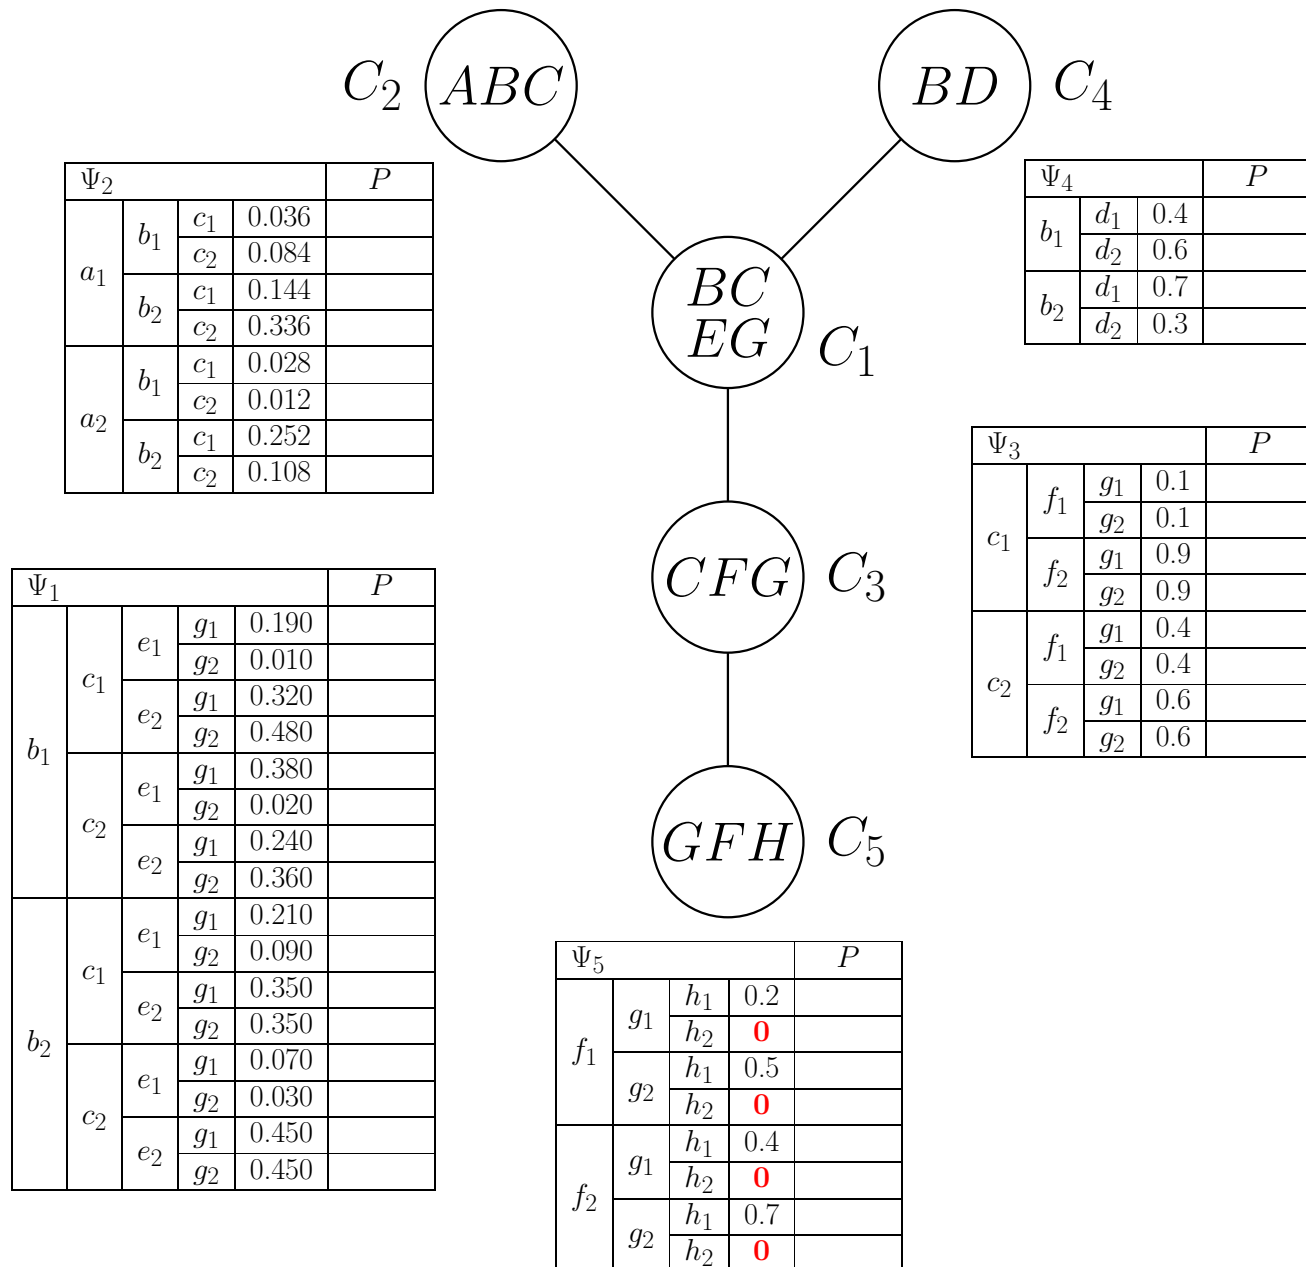 C2 ABC
BD C4
BC
EG
C1
CFG C3
GFH C5
Ψ2 P
a1 b1 c1 0.036
c2 0.084
b2 c1 0.144
c2 0.336
a2 b1 c1 0.028
c2 0.012
b2 c1 0.252
c2 0.108
Ψ4 P
b1 d1 0.4
d2 0.6
b2 d1 0.7
d2 0.3
Ψ3 P
c1 f1 g1 0.1
g2 0.1
f2 g1 0.9
g2 0.9
c2 f1 g1 0.4
g2 0.4
f2 g1 0.6
g2 0.6
Ψ1 P
b1 c1 e1 g1 0.190
g2 0.010
e2 g1 0.320
g2 0.480
c2 e1 g1 0.380
g2 0.020
e2 g1 0.240
g2 0.360
b2 c1 e1 g1 0.210
g2 0.090
e2 g1 0.350
g2 0.350
c2 e1 g1 0.070
g2 0.030
e2 g1 0.450
g2 0.450
Ψ5 P
f1 g1 h1 0.2
h2 0
g2 h1 0.5
h2 0
f2 g1 h1 0.4
h2 0
g2 h1 0.7
h2 0